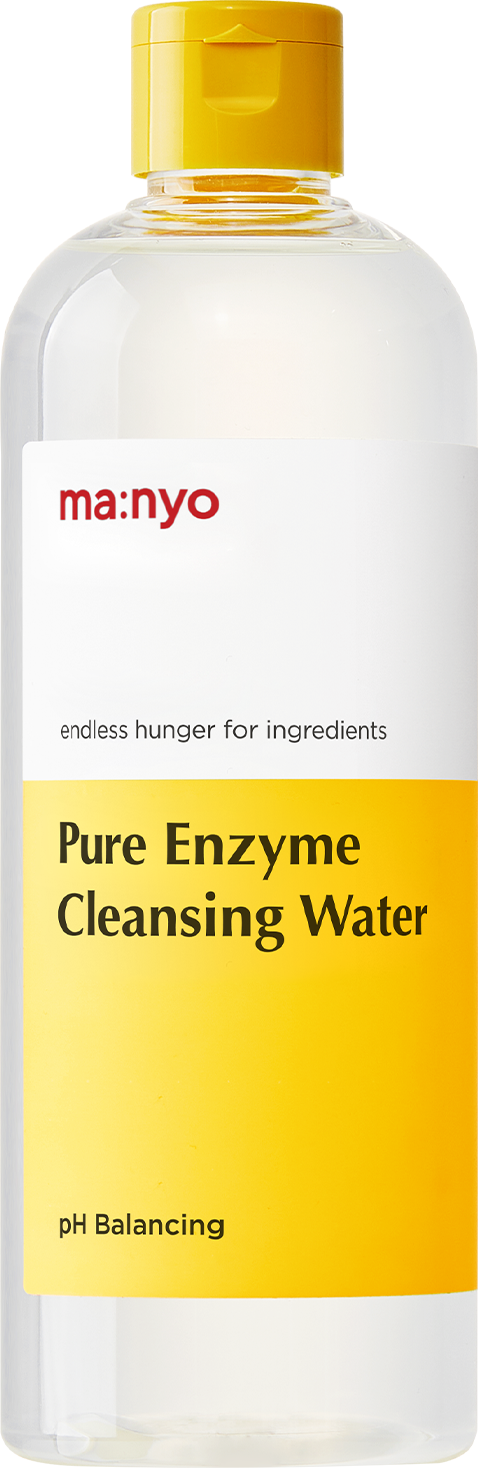 ma:nyo
endless hunger for ingredients
Pure Enzyme
Cleansing Water
pH Balancing